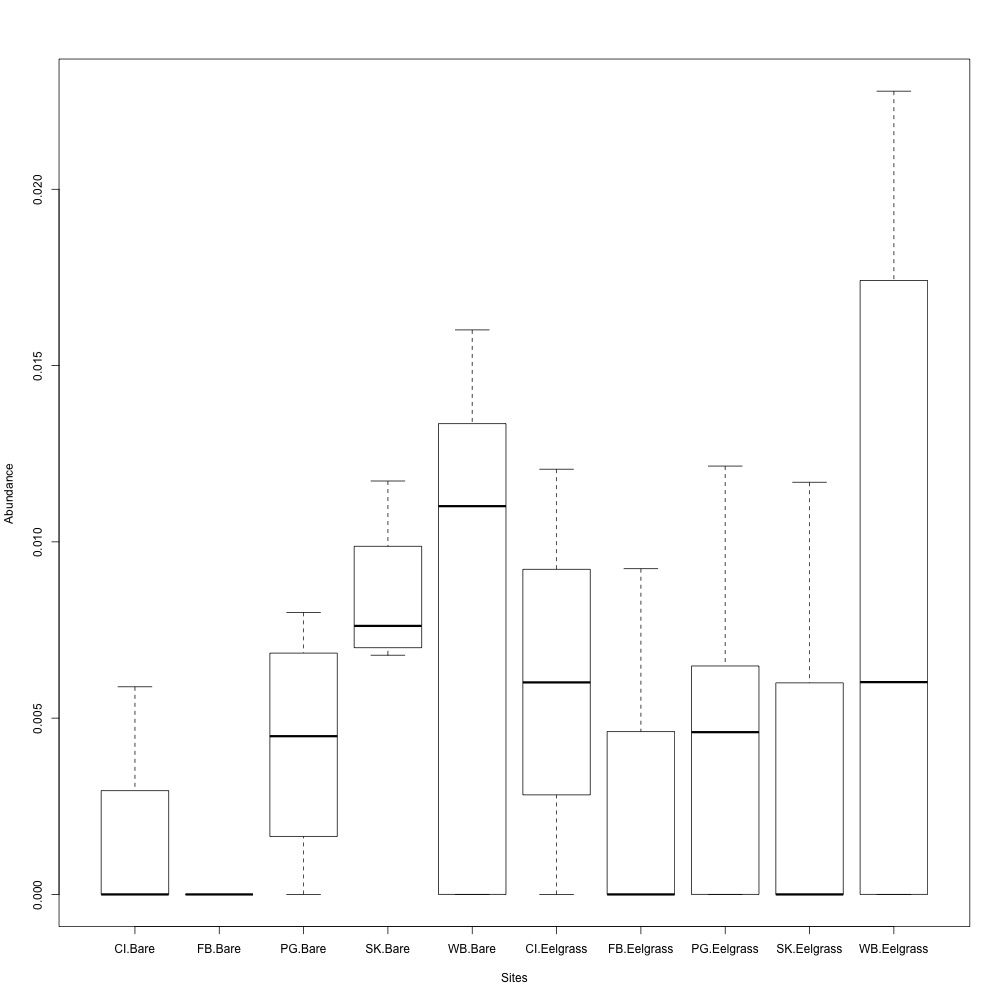 0.020
0.015
0.010
0.005
0.000
Abundance
CI.Bare FB.Bare PG.Bare SK.Bare WB.Bare CI.Eelgrass FB.Eelgrass PG.Eelgrass SK.Eelgrass WB.Eelgrass
Sites